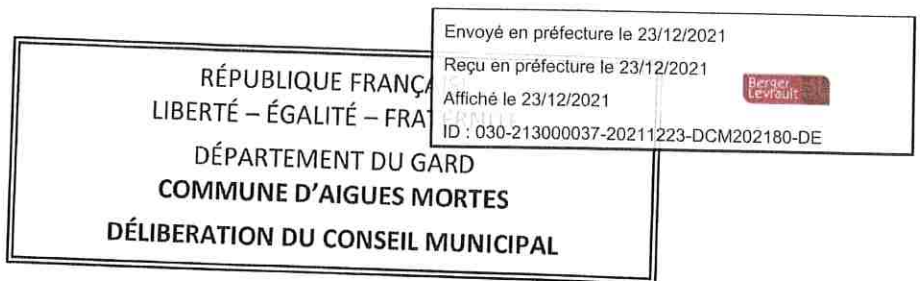 Envoyé en préfecture le 23/12/2021
Reçu en préfecture le 23/12/2021
Affiché le 23/12/2021
Berger
Levrault
ID : 030-213000037-20211223-DCM202180-DE
RÉPUBLIQUE FRANÇAISE
LIBERTÉ – ÉGALITÉ – FRATERNITÉ
DÉPARTEMENT DU GARD
COMMUNE D'AIGUES MORTES
DÉLIBERATION DU CONSEIL MUNICIPAL